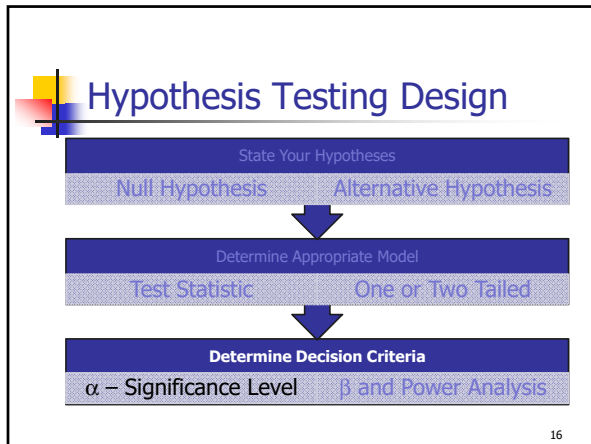 Hypothesis Testing Design
State Your Hypotheses
Null Hypothesis Alternative Hypothesis
Determine Appropriate Model
Test Statistic One or Two Tailed
Determine Decision Criteria
α – Significance Level β and Power Analysis
16